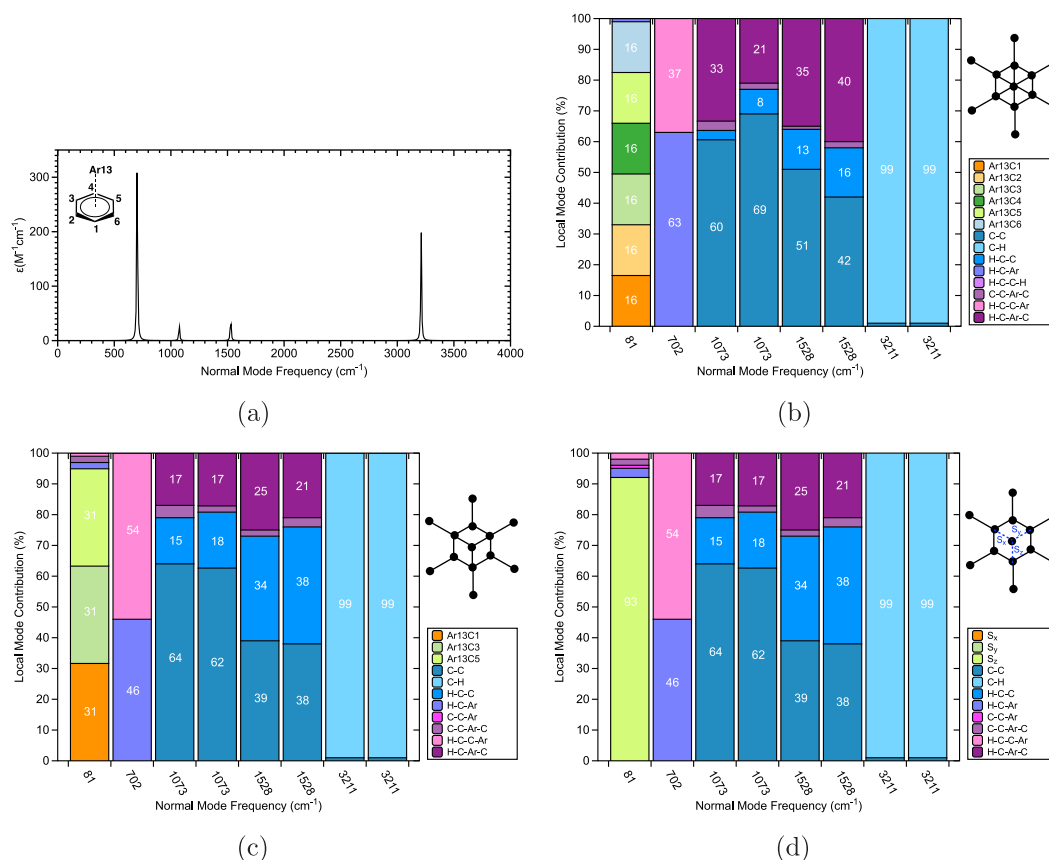 300
200
100
0
ε(M⁻¹cm⁻¹)
Ar13
4
3 5
2 6
1
0 500 1000 1500 2000 2500 3000 3500 4000
Normal Mode Frequency (cm⁻¹)
(a)
100
90
80
70
60
50
40
30
20
10
0
Local Mode Contribution (%)
16
16
16
16
16
16
37
63
33
60
21
8
69
35
13
51
40
16
42
99
99
81 702 1073 1073 1528 1528 3211 3211
Normal Mode Frequency (cm⁻¹)
Ar13C1
Ar13C2
Ar13C3
Ar13C4
Ar13C5
Ar13C6
C-C
C-H
H-C-C
H-C-Ar
H-C-C-H
C-C-Ar-C
H-C-C-Ar
H-C-Ar-C
(b)
100
90
80
70
60
50
40
30
20
10
0
Local Mode Contribution (%)
31
31
31
54
46
17
15
64
17
18
62
25
34
39
21
38
38
99
99
81 702 1073 1073 1528 1528 3211 3211
Normal Mode Frequency (cm⁻¹)
Ar13C1
Ar13C3
Ar13C5
C-C
C-H
H-C-C
H-C-Ar
C-C-Ar
C-C-Ar-C
H-C-C-Ar
H-C-Ar-C
(c)
100
90
80
70
60
50
40
30
20
10
0
Local Mode Contribution (%)
93
54
46
17
15
64
17
18
62
25
34
39
21
38
38
99
99
81 702 1073 1073 1528 1528 3211 3211
Normal Mode Frequency (cm⁻¹)
Sy
Sx
Sz
Sx
Sy
Sz
C-C
C-H
H-C-C
H-C-Ar
C-C-Ar
C-C-Ar-C
H-C-C-Ar
H-C-Ar-C
(d)